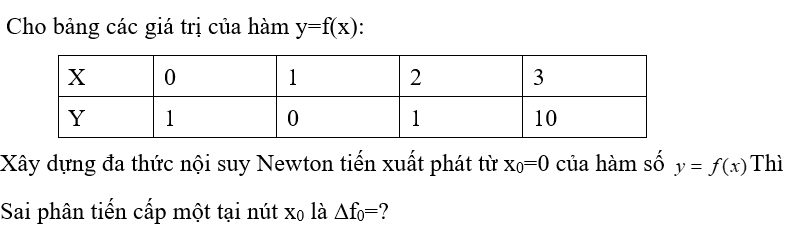 Cho bảng các giá trị của hàm y=f(x):
X 0 1 2 3
Y 1 0 1 10
Xây dựng đa thức nội suy Newton tiến xuất phát từ x₀=0 của hàm số y = f(x) Thì
Sai phân tiến cấp một tại nút x₀ là Δf₀=?